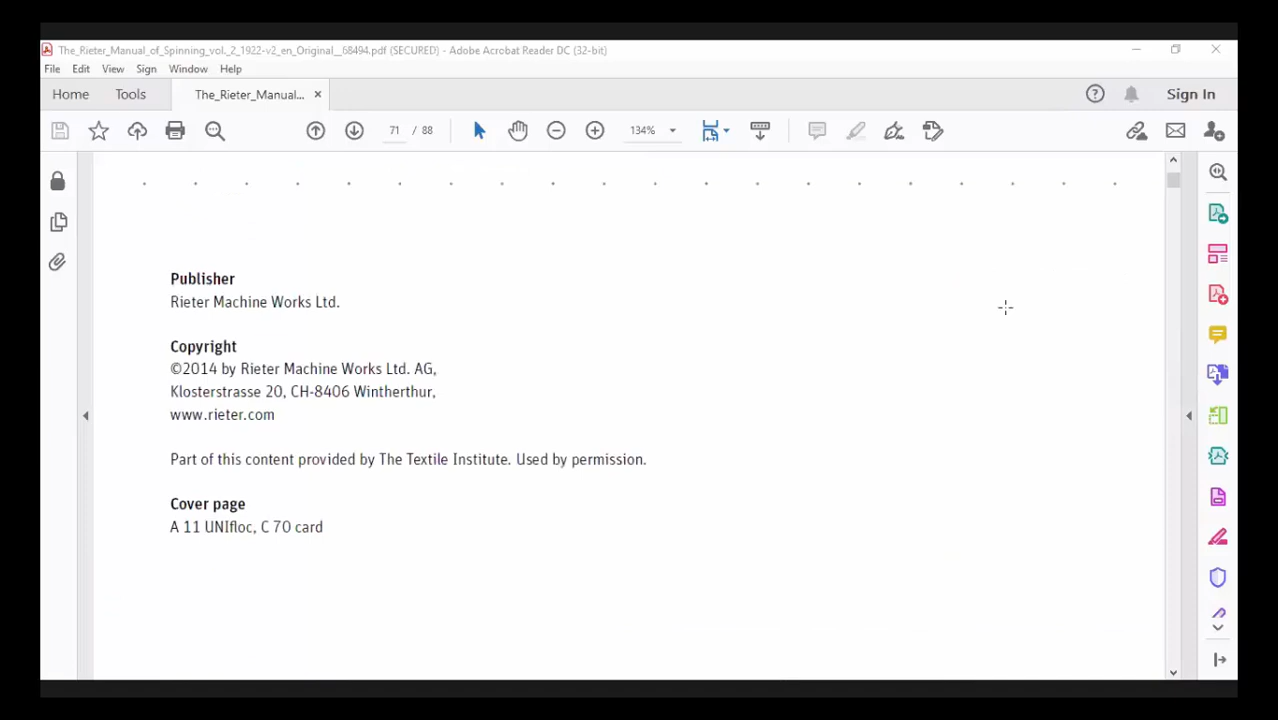 The_Rieter_Manual_of_Spinning_vol._2_1922-v2_en_Original__68494.pdf (SECURED) - Adobe Acrobat Reader DC (32-bit)
File Edit View Sign Window Help
Home Tools The_Rieter_Manual... × Sign In
71 / 88 134%
Publisher
Rieter Machine Works Ltd.
Copyright
©2014 by Rieter Machine Works Ltd. AG,
Klosterstrasse 20, CH-8406 Wintherthur,
www.rieter.com
Part of this content provided by The Textile Institute. Used by permission.
Cover page
A 11 UNIfloc, C 70 card